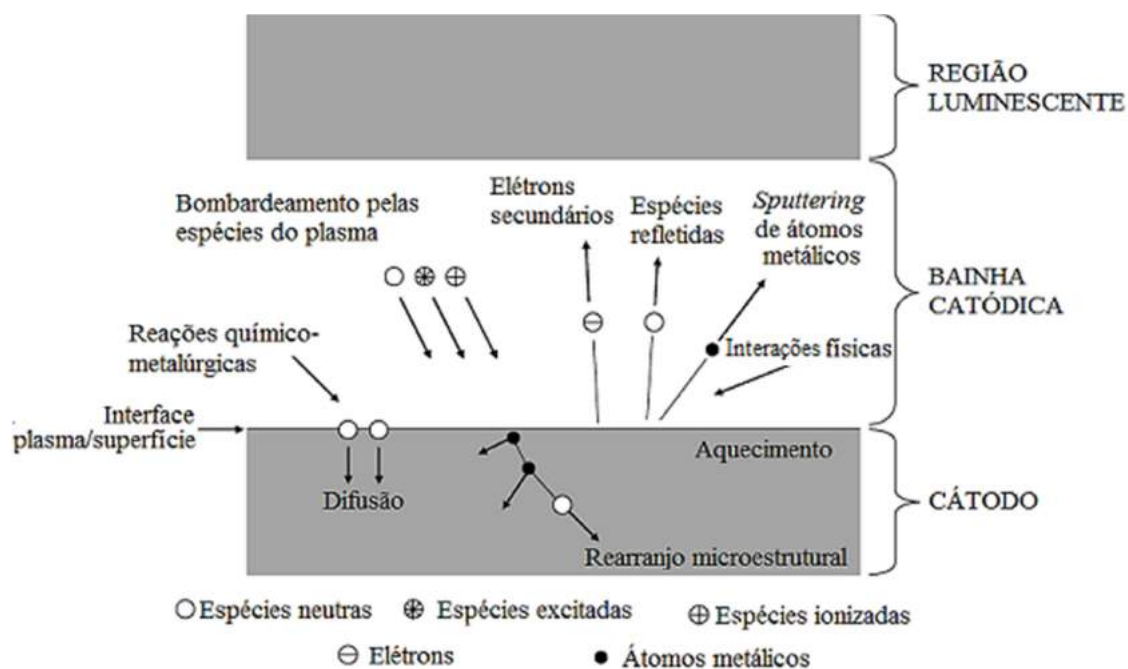 REGIÃO
LUMINESCENTE
Bombardeamento pelas
espécies do plasma
Elétrons
secundários
Espécies
refletidas
Sputtering
de átomos
metálicos
BAINHA
CATÓDICA
Reações químico-
metalúrgicas
Interações físicas
Interface
plasma/superfície
Aquecimento
Difusão
CÁTODO
Rearranjo microestrutural
Espécies neutras Espécies excitadas Espécies ionizadas
Elétrons Átomos metálicos